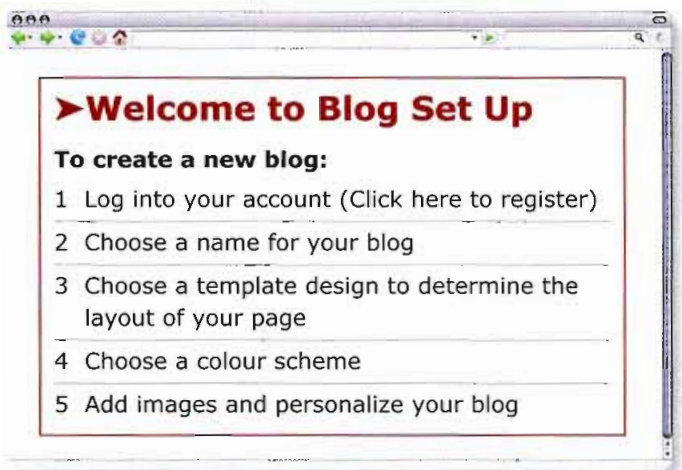 ➤Welcome to Blog Set Up
To create a new blog:
1 Log into your account (Click here to register)
2 Choose a name for your blog
3 Choose a template design to determine the
layout of your page
4 Choose a colour scheme
5 Add images and personalize your blog